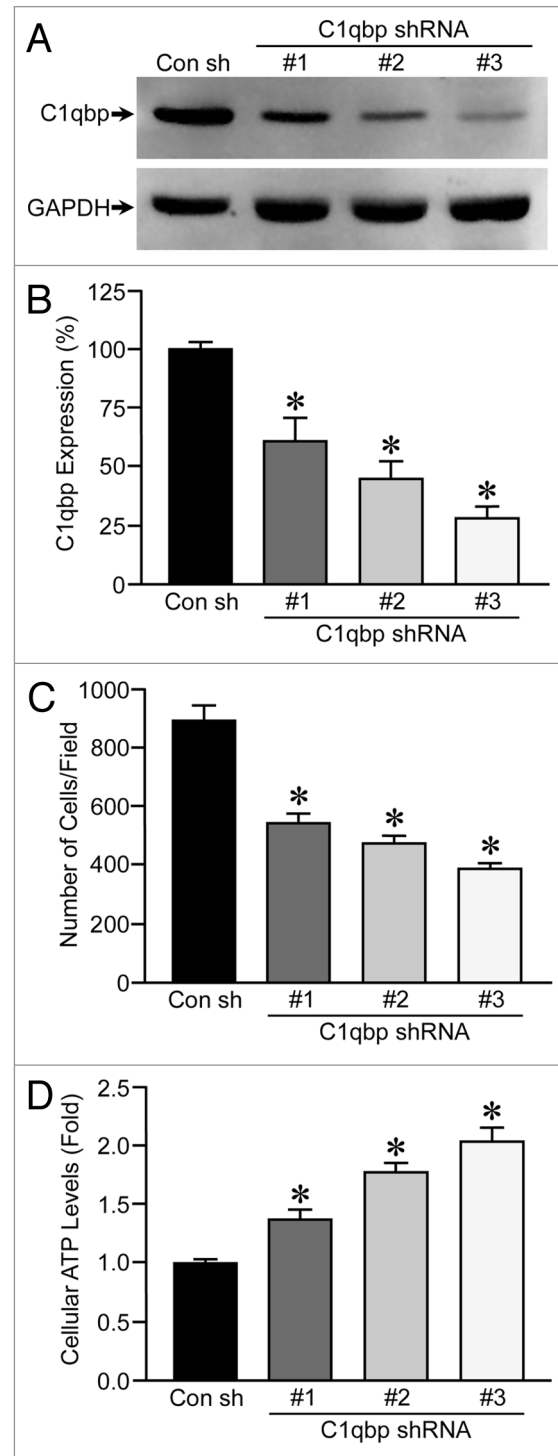 A
C1qbp shRNA
Con sh #1 #2 #3
C1qbp
GAPDH
B
C1qbp Expression (%)
125
100
75
50
25
0
* * *
Con sh #1 #2 #3
C1qbp shRNA
C
Number of Cells/Field
1000
800
600
400
200
0
* * *
Con sh #1 #2 #3
C1qbp shRNA
D
Cellular ATP Levels (Fold)
2.5
2.0
1.5
1.0
0.5
0.0
* * *
Con sh #1 #2 #3
C1qbp shRNA